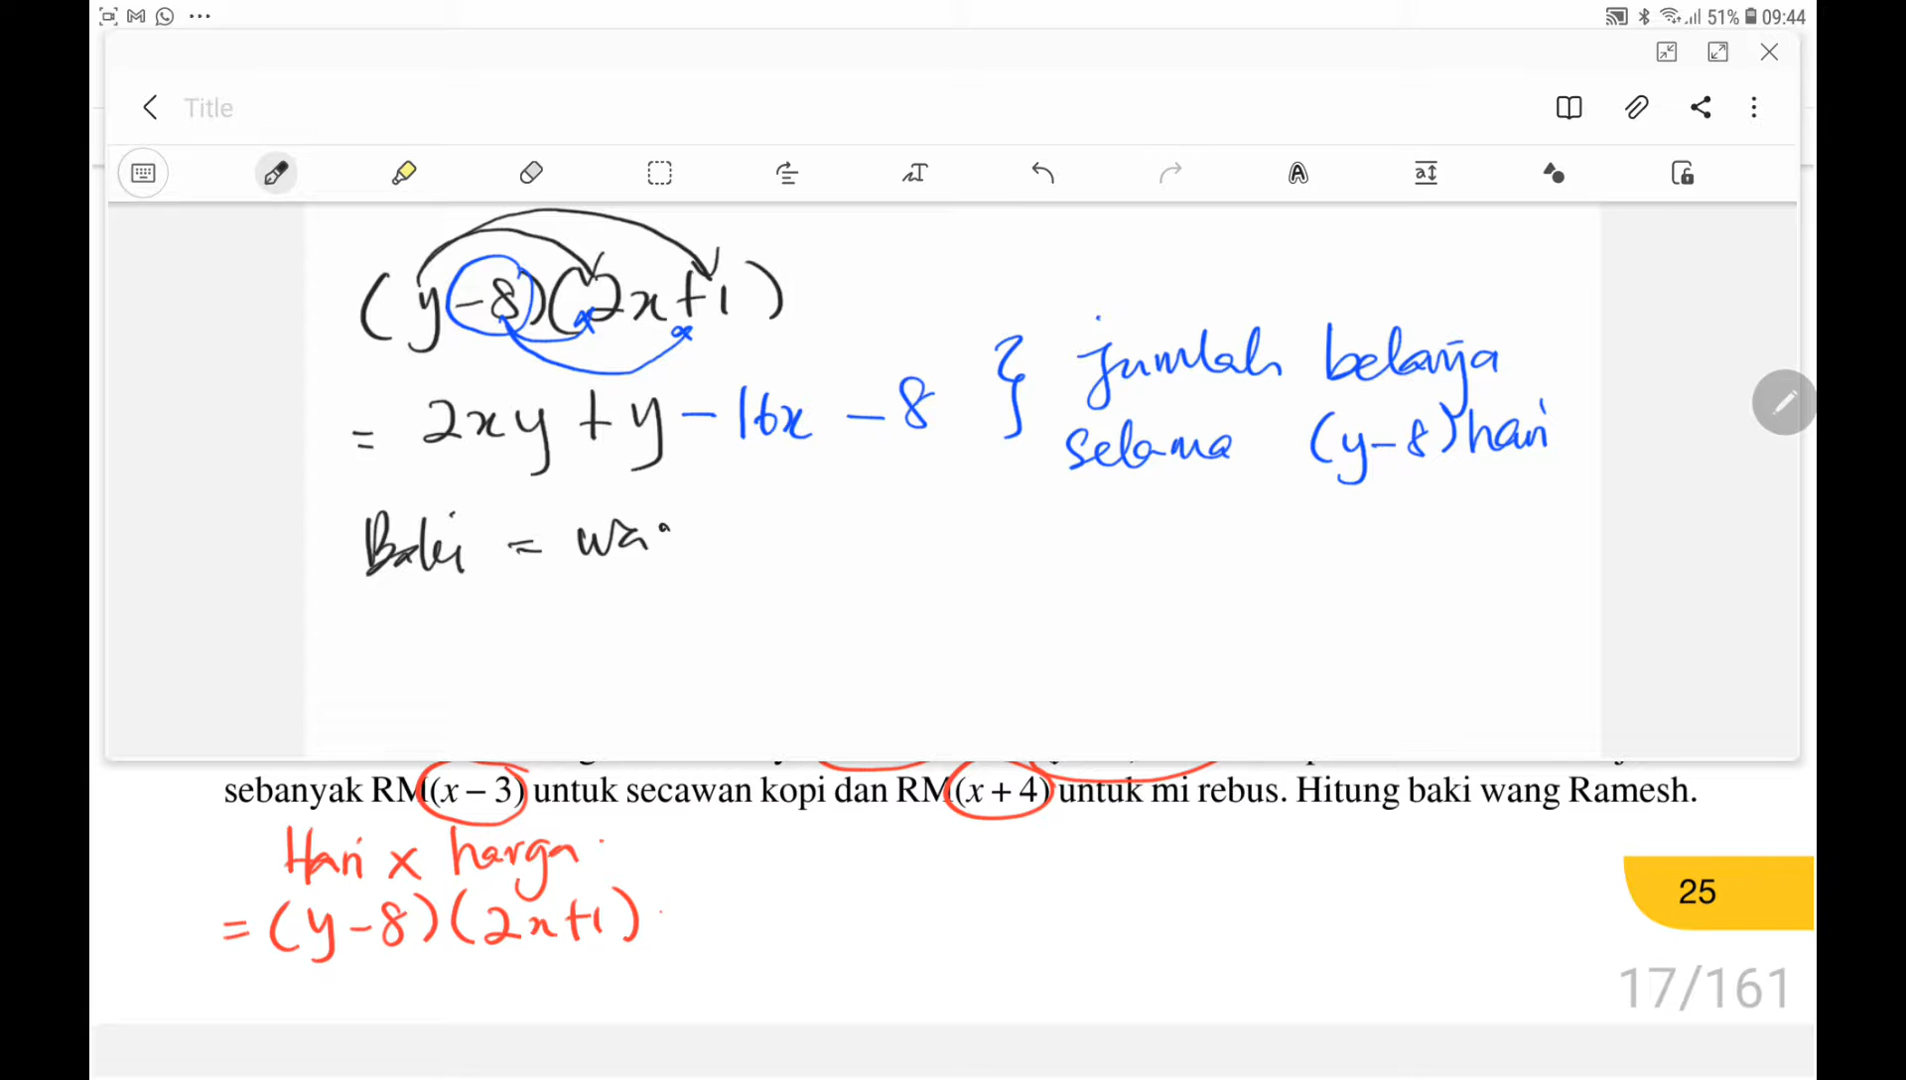 51% 09:44
Title
(y-8)(2x+1)
= 2xy + y - 16x - 8 } jumlah belanja
selama (y-8) hari
Baki = wa
sebanyak RM(x − 3) untuk secawan kopi dan RM(x + 4) untuk mi rebus. Hitung baki wang Ramesh.
Hari x harga
= (y-8)(2x+1)
25
17/161